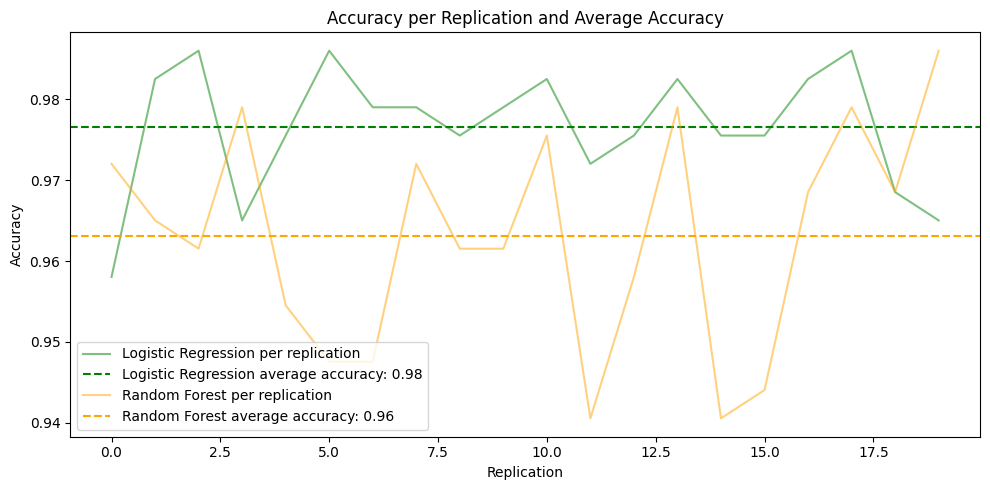 Accuracy per Replication and Average Accuracy
Accuracy
0.98
0.97
0.96
0.95
0.94
Logistic Regression per replication
Logistic Regression average accuracy: 0.98
Random Forest per replication
Random Forest average accuracy: 0.96
0.0 2.5 5.0 7.5 10.0 12.5 15.0 17.5
Replication